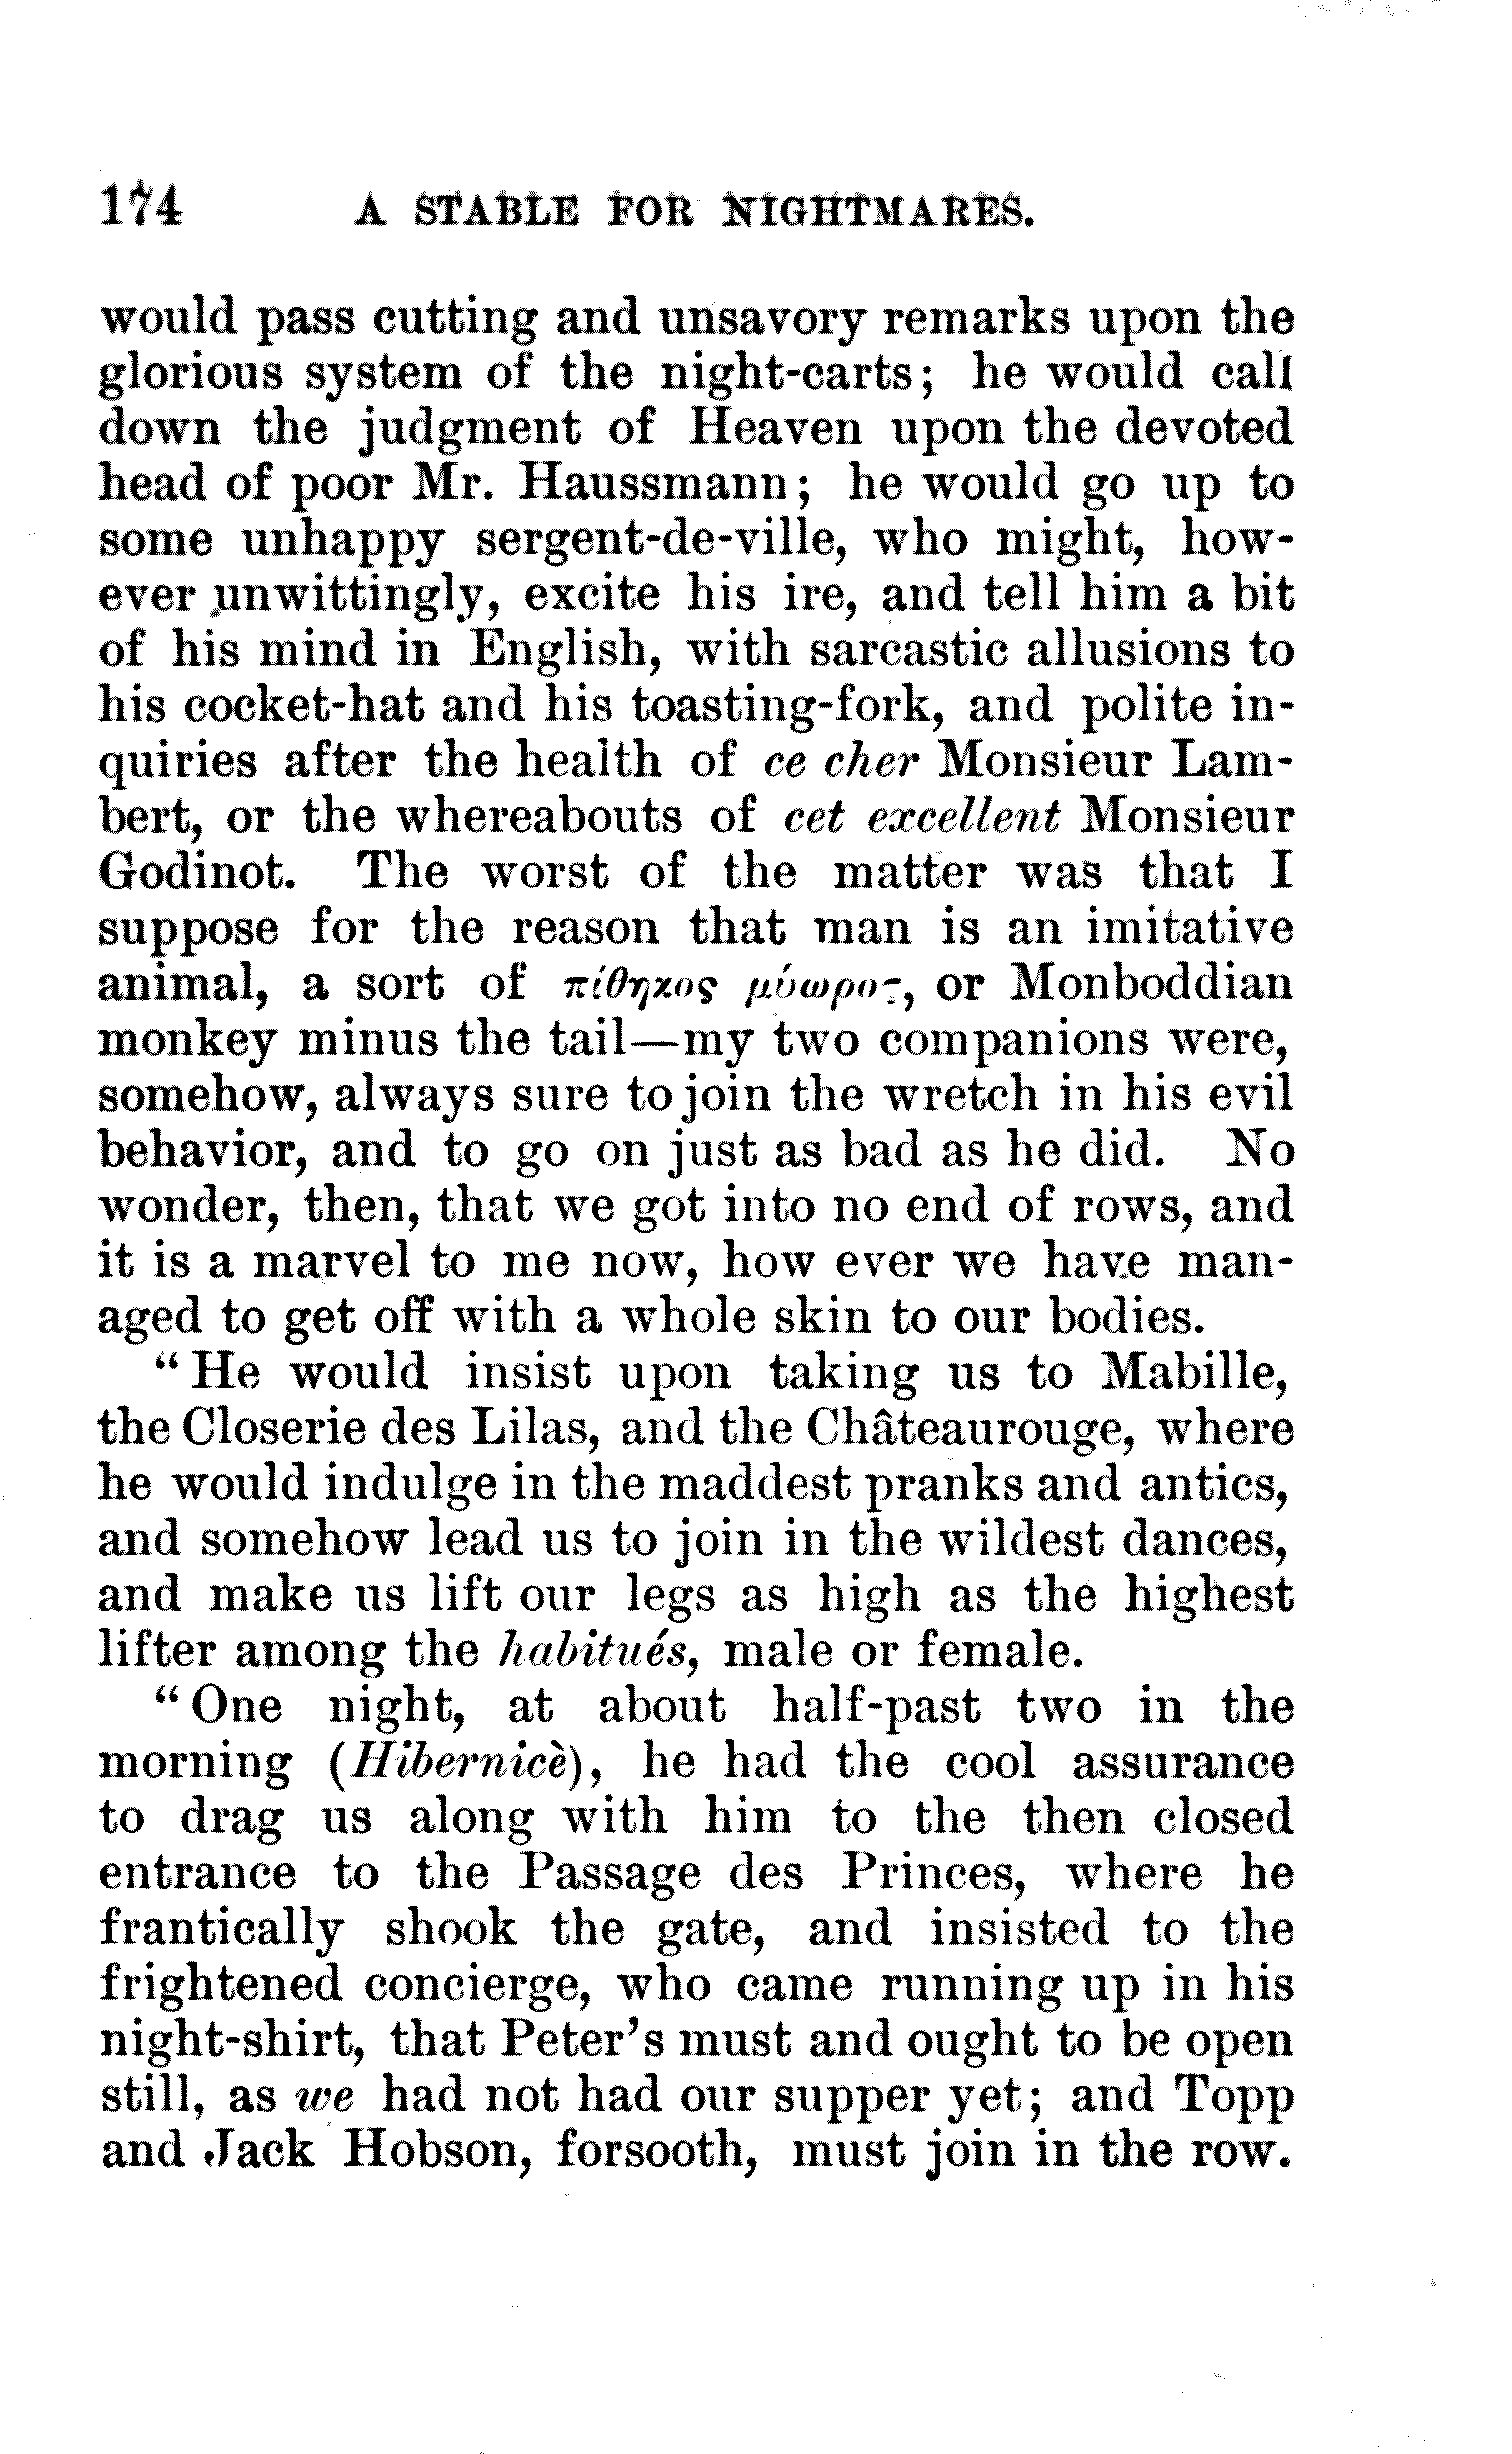 174 A STABLE FOR NIGHTMARES.
would pass cutting and unsavory remarks upon the
glorious system of the night-carts; he would call
down the judgment of Heaven upon the devoted
head of poor Mr. Haussmann; he would go up to
some unhappy sergent-de-ville, who might, how-
ever unwittingly, excite his ire, and tell him a bit
of his mind in English, with sarcastic allusions to
his cocket-hat and his toasting-fork, and polite in-
quiries after the health of ce cher Monsieur Lam-
bert, or the whereabouts of cet excellent Monsieur
Godinot. The worst of the matter was that I
suppose for the reason that man is an imitative
animal, a sort of πίθηκος μύωρος, or Monboddian
monkey minus the tail—my two companions were,
somehow, always sure to join the wretch in his evil
behavior, and to go on just as bad as he did. No
wonder, then, that we got into no end of rows, and
it is a marvel to me now, how ever we have man-
aged to get off with a whole skin to our bodies.
“He would insist upon taking us to Mabille,
the Closerie des Lilas, and the Châteaurouge, where
he would indulge in the maddest pranks and antics,
and somehow lead us to join in the wildest dances,
and make us lift our legs as high as the highest
lifter among the habitués, male or female.
“One night, at about half-past two in the
morning (Hibernicè), he had the cool assurance
to drag us along with him to the then closed
entrance to the Passage des Princes, where he
frantically shook the gate, and insisted to the
frightened concierge, who came running up in his
night-shirt, that Peter’s must and ought to be open
still, as we had not had our supper yet; and Topp
and Jack Hobson, forsooth, must join in the row.